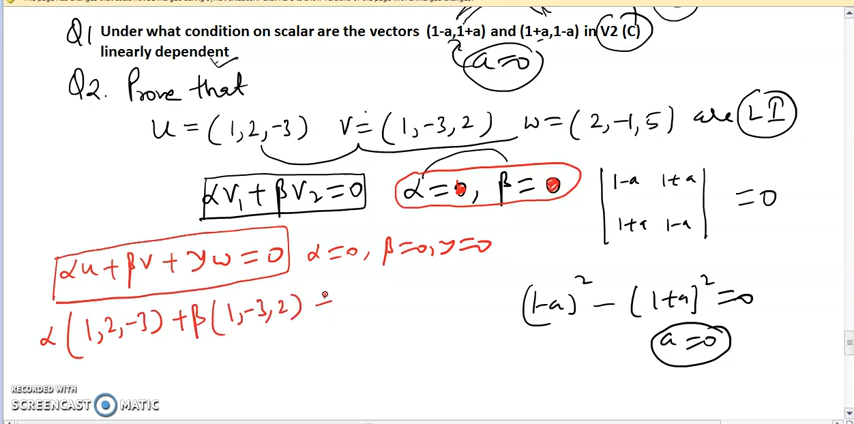 Q1 Under what condition on scalar are the vectors (1-a,1+a) and (1+a,1-a) in V2 (C)
linearly dependent
a=0
Q2. Prove that
u = (1, 2, -3) v = (1, -3, 2) w = (2, -1, 5) are LI
αv₁ + βv₂ = 0 α = 0, β = 0
|1-a 1+a|
|1+a 1-a| = 0
αu + βv + γw = 0 α=0, β=0, γ=0
α(1, 2, -3) + β(1, -3, 2) =
(1-a)² - (1+a)² = 0
a = 0
RECORDED WITH
SCREENCAST MATIC